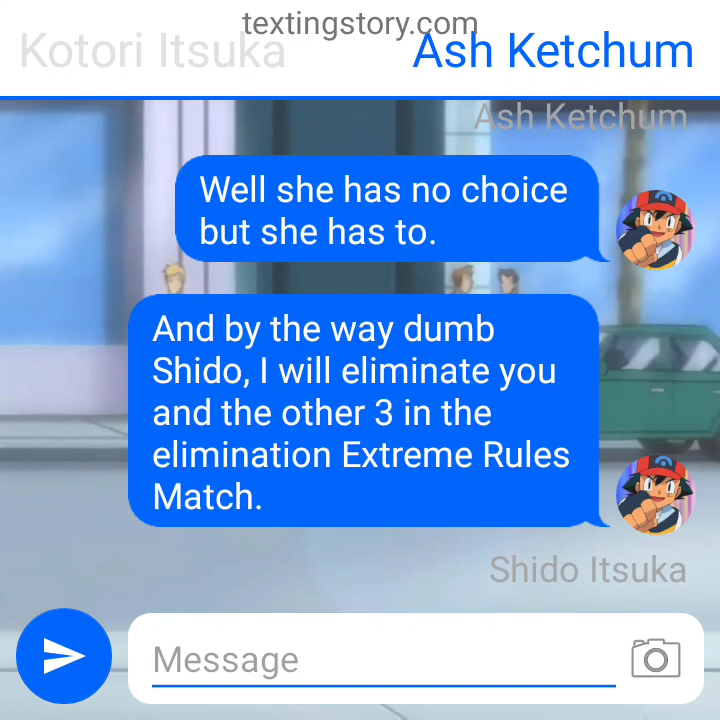 textingstory.com
Kotori Itsuka
Ash Ketchum
Ash Ketchum
Well she has no choice
but she has to.
And by the way dumb
Shido, I will eliminate you
and the other 3 in the
elimination Extreme Rules
Match.
Shido Itsuka
Message